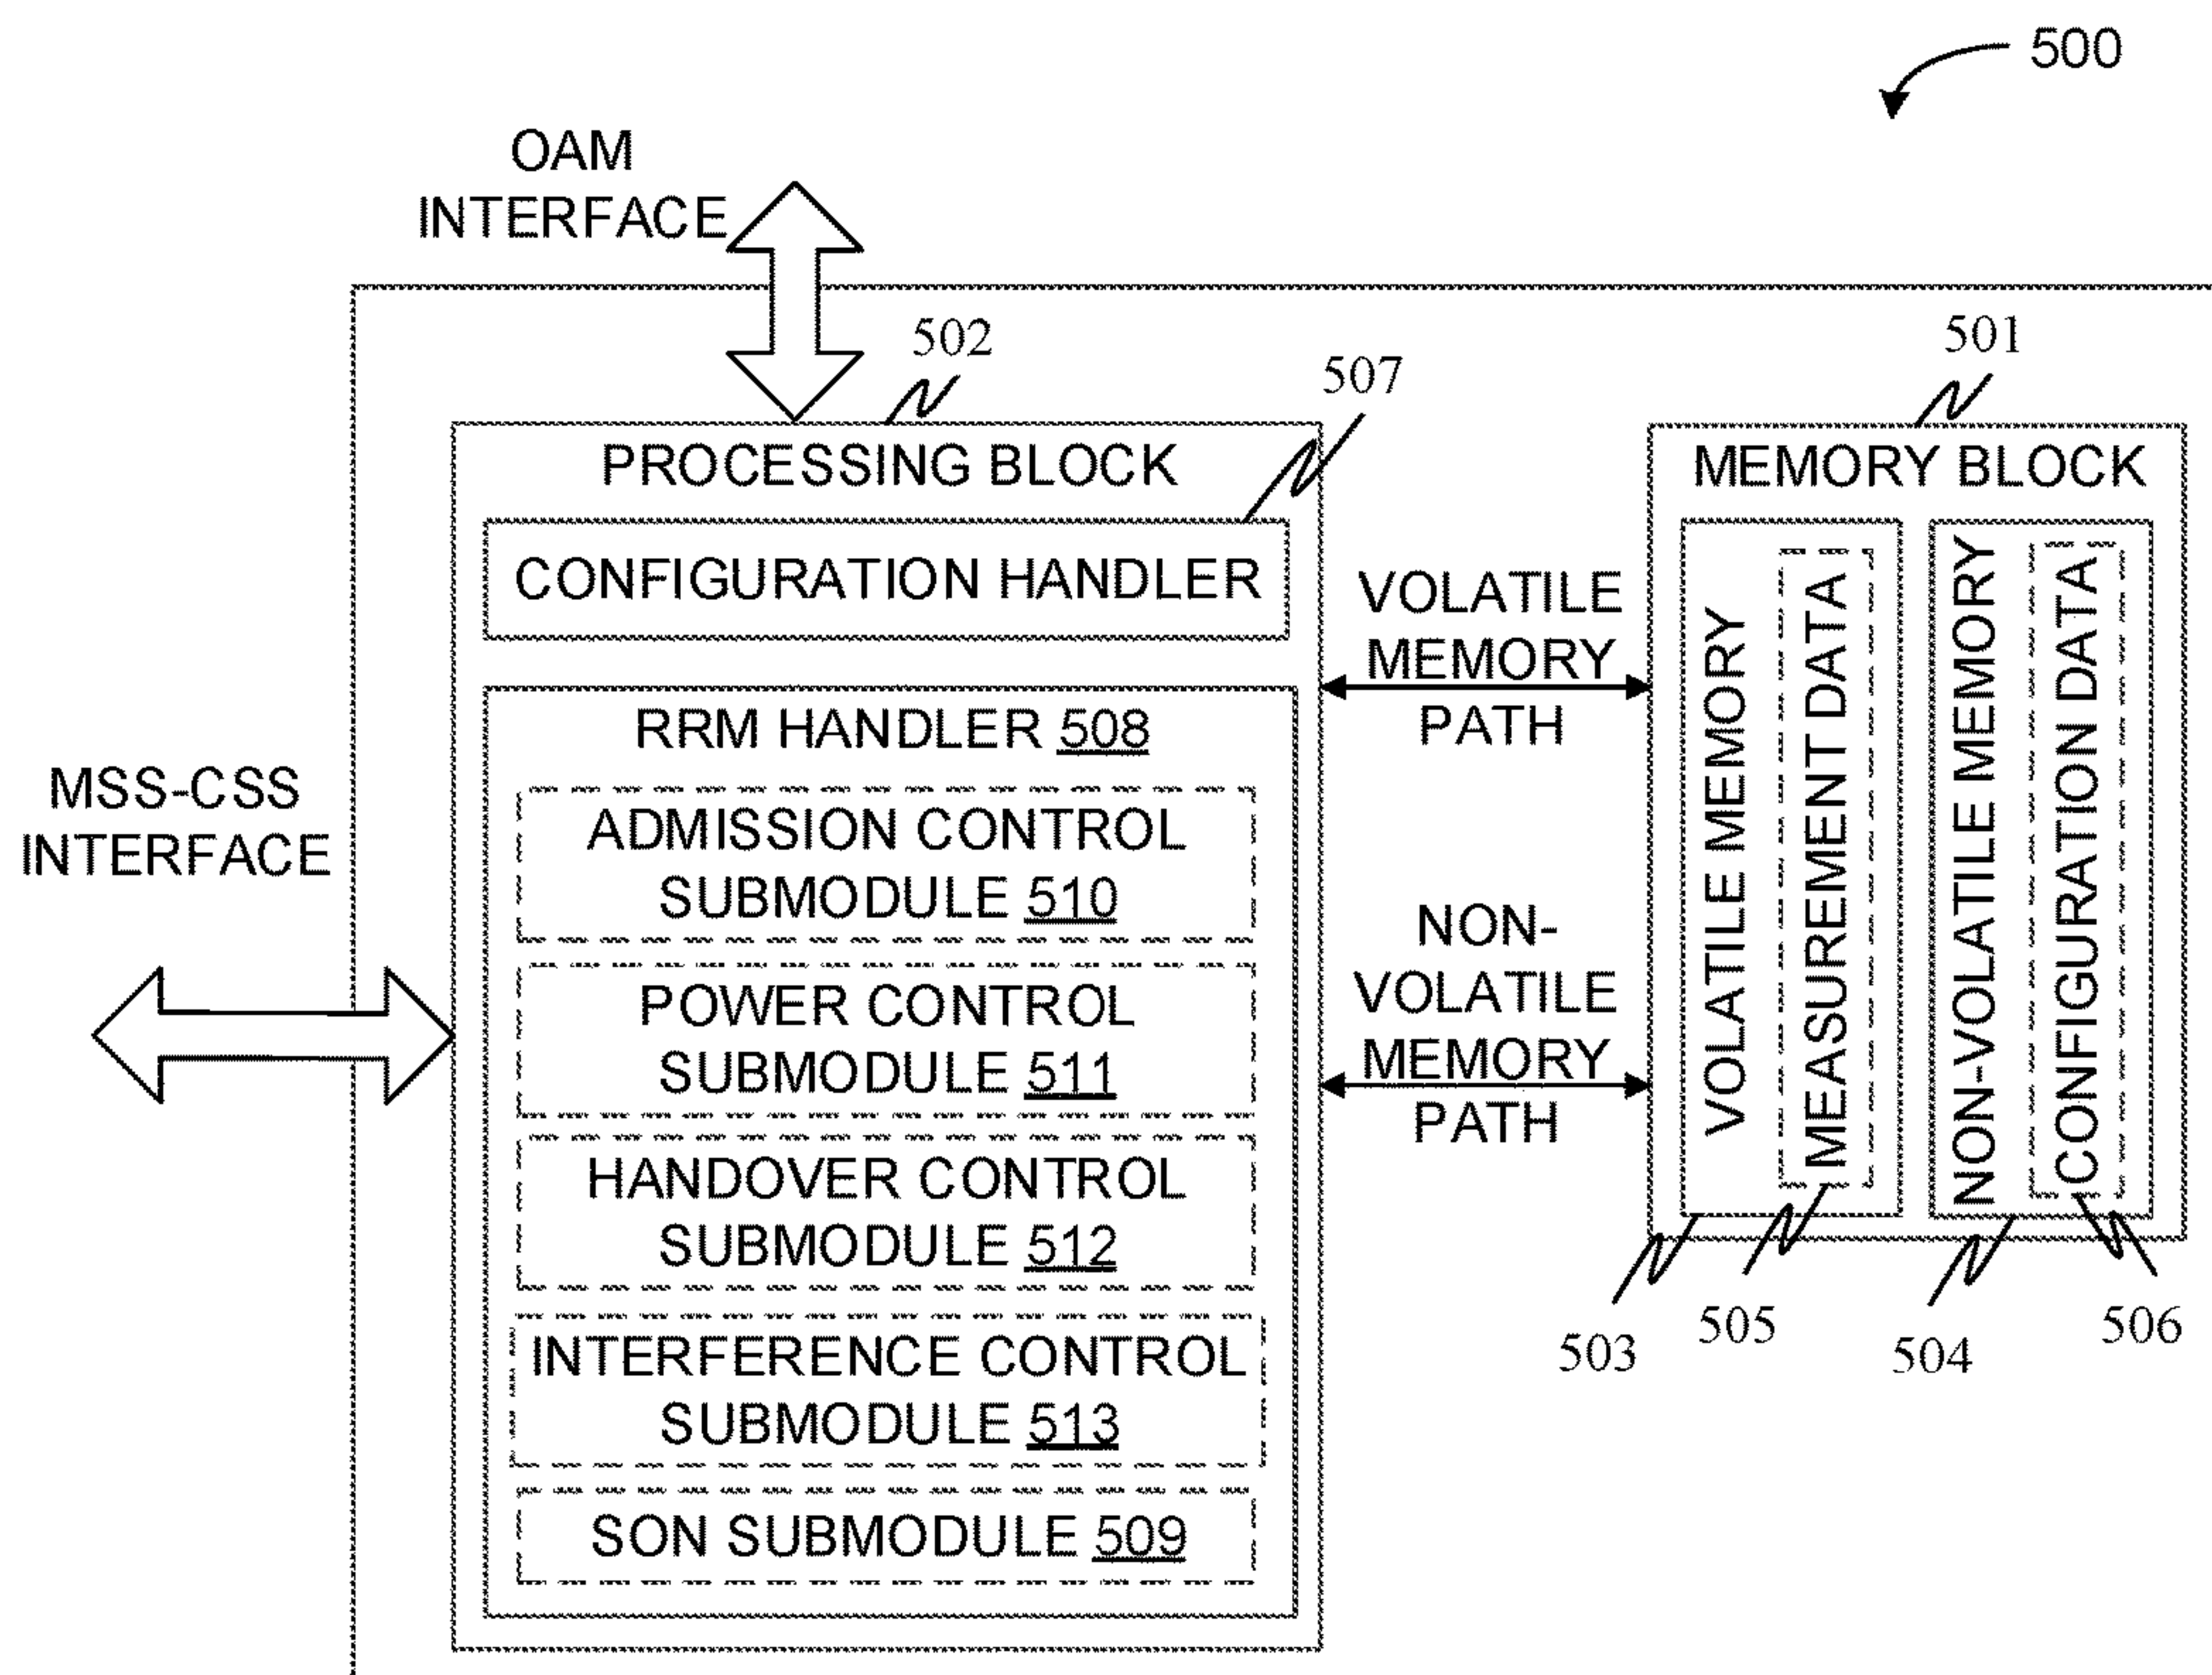 500
OAM
INTERFACE
502
501
507
PROCESSING BLOCK
MEMORY BLOCK
CONFIGURATION HANDLER
VOLATILE
MEMORY
PATH
VOLATILE MEMORY
MEASUREMENT DATA
NON-VOLATILE MEMORY
CONFIGURATION DATA
RRM HANDLER 508
MSS-CSS
INTERFACE
ADMISSION CONTROL
SUBMODULE 510
NON-
VOLATILE
MEMORY
PATH
POWER CONTROL
SUBMODULE 511
HANDOVER CONTROL
SUBMODULE 512
INTERFERENCE CONTROL
SUBMODULE 513
503
505
504
506
SON SUBMODULE 509